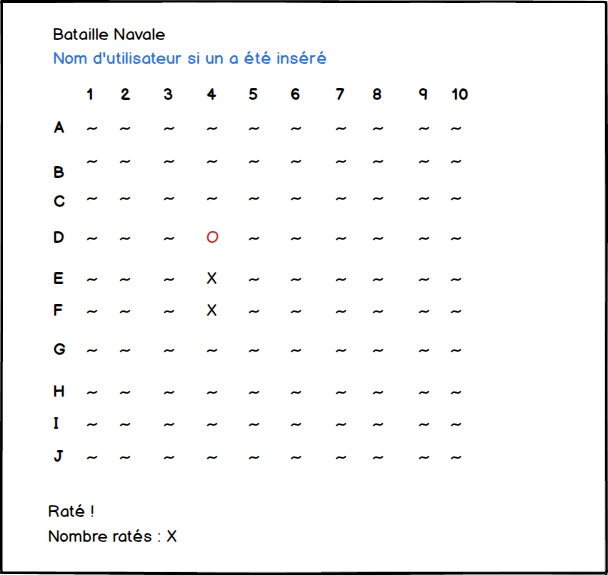 Bataille Navale
Nom d'utilisateur si un a été inséré
1 2 3 4 5 6 7 8 9 10
A ~ ~ ~ ~ ~ ~ ~ ~ ~ ~
B ~ ~ ~ ~ ~ ~ ~ ~ ~ ~
C ~ ~ ~ ~ ~ ~ ~ ~ ~ ~
D ~ ~ ~ O ~ ~ ~ ~ ~ ~
E ~ ~ ~ X ~ ~ ~ ~ ~ ~
F ~ ~ ~ X ~ ~ ~ ~ ~ ~
G ~ ~ ~ ~ ~ ~ ~ ~ ~ ~
H ~ ~ ~ ~ ~ ~ ~ ~ ~ ~
I ~ ~ ~ ~ ~ ~ ~ ~ ~ ~
J ~ ~ ~ ~ ~ ~ ~ ~ ~ ~
Raté !
Nombre ratés : X